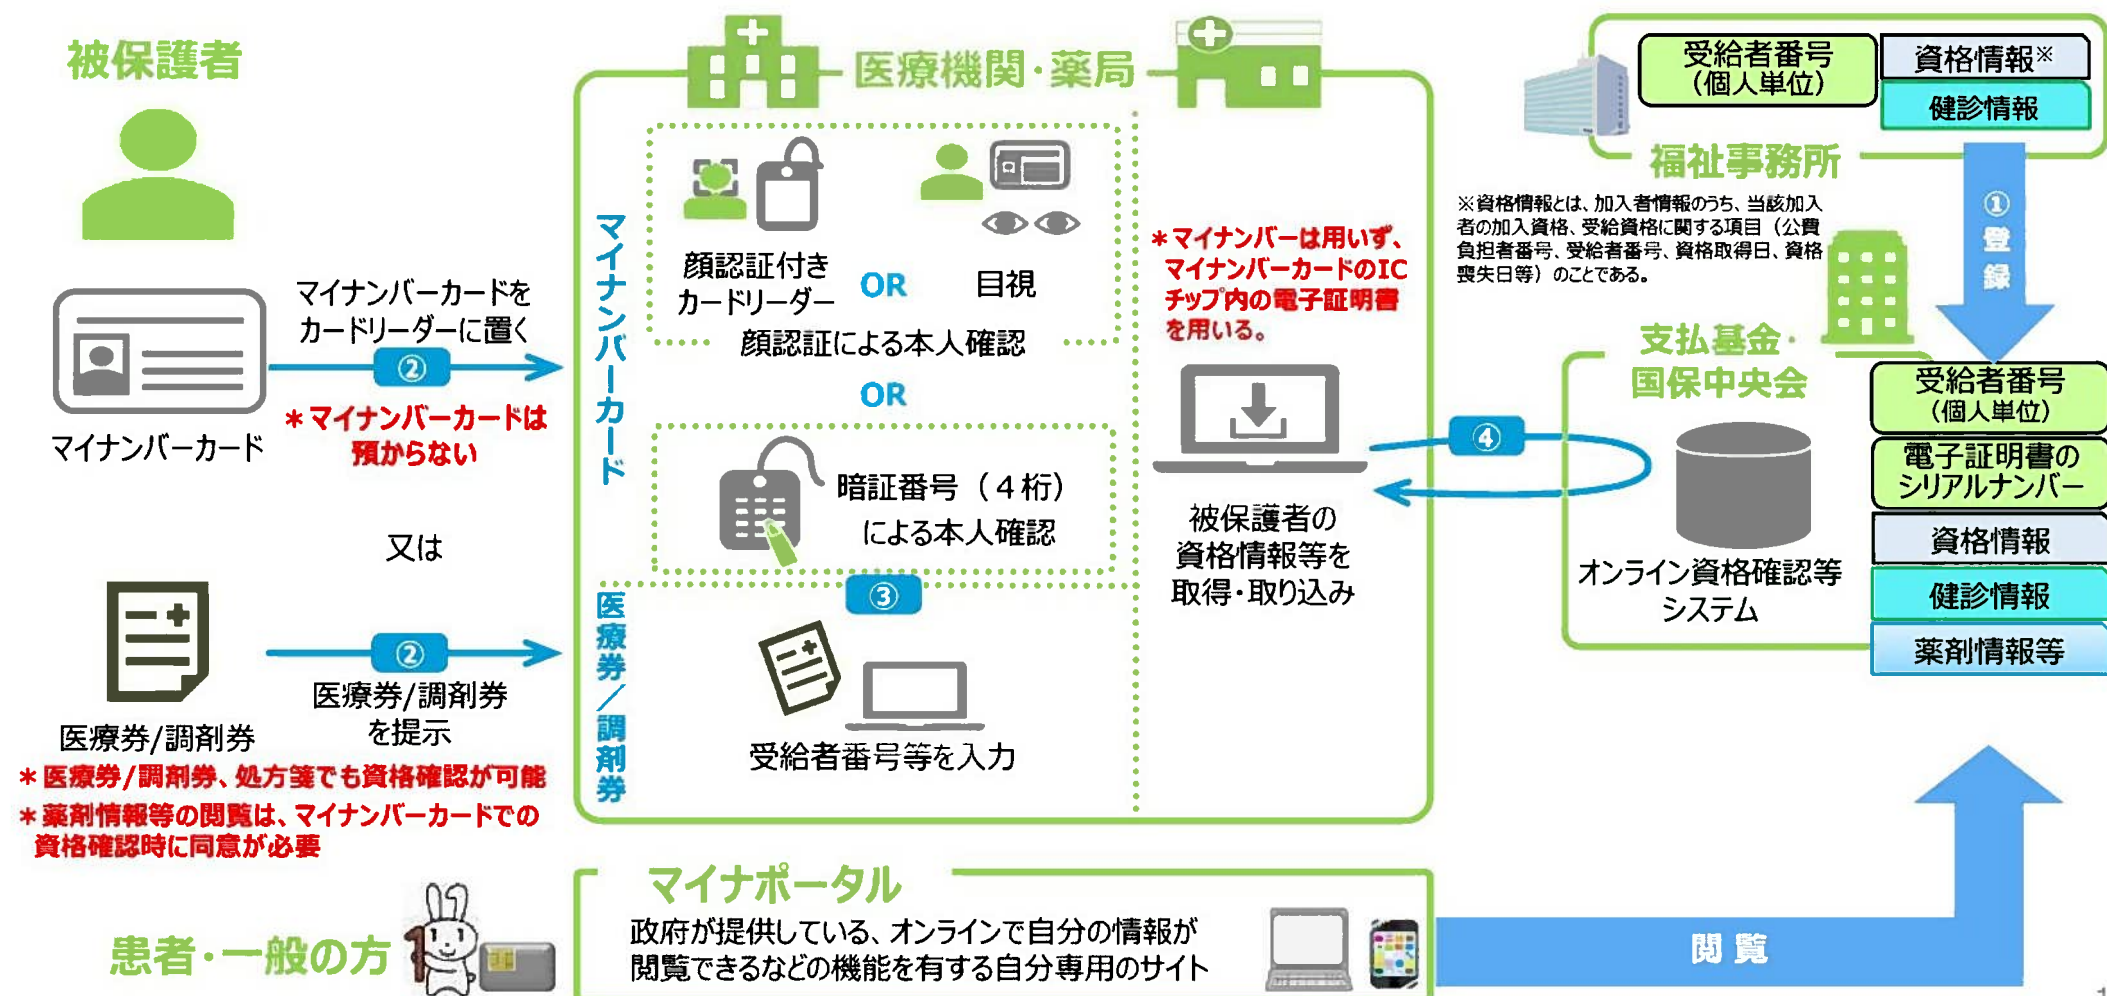 被保護者
マイナンバーカード
マイナンバーカードを
カードリーダーに置く
②
＊マイナンバーカードは
預からない
又は
医療券/調剤券
②
医療券/調剤券
を提示
＊医療券/調剤券、処方箋でも資格確認が可能
＊薬剤情報等の閲覧は、マイナンバーカードでの
資格確認時に同意が必要
医療機関・薬局
マイナンバーカード
顔認証付き
カードリーダー
OR
目視
顔認証による本人確認
OR
暗証番号（４桁）
による本人確認
③
医療券／調剤券
受給者番号等を入力
＊マイナンバーは用いず、
マイナンバーカードのIC
チップ内の電子証明書
を用いる。
被保護者の
資格情報等を
取得・取り込み
④
受給者番号
（個人単位）
資格情報※
健診情報
福祉事務所
※資格情報とは、加入者情報のうち、当該加入
者の加入資格、受給資格に関する項目（公費
負担者番号、受給者番号、資格取得日、資格
喪失日等）のことである。
①登録
支払基金・
国保中央会
オンライン資格確認等
システム
受給者番号
（個人単位）
電子証明書の
シリアルナンバー
資格情報
健診情報
薬剤情報等
患者・一般の方
1
マイナポータル
政府が提供している、オンラインで自分の情報が
閲覧できるなどの機能を有する自分専用のサイト
閲覧